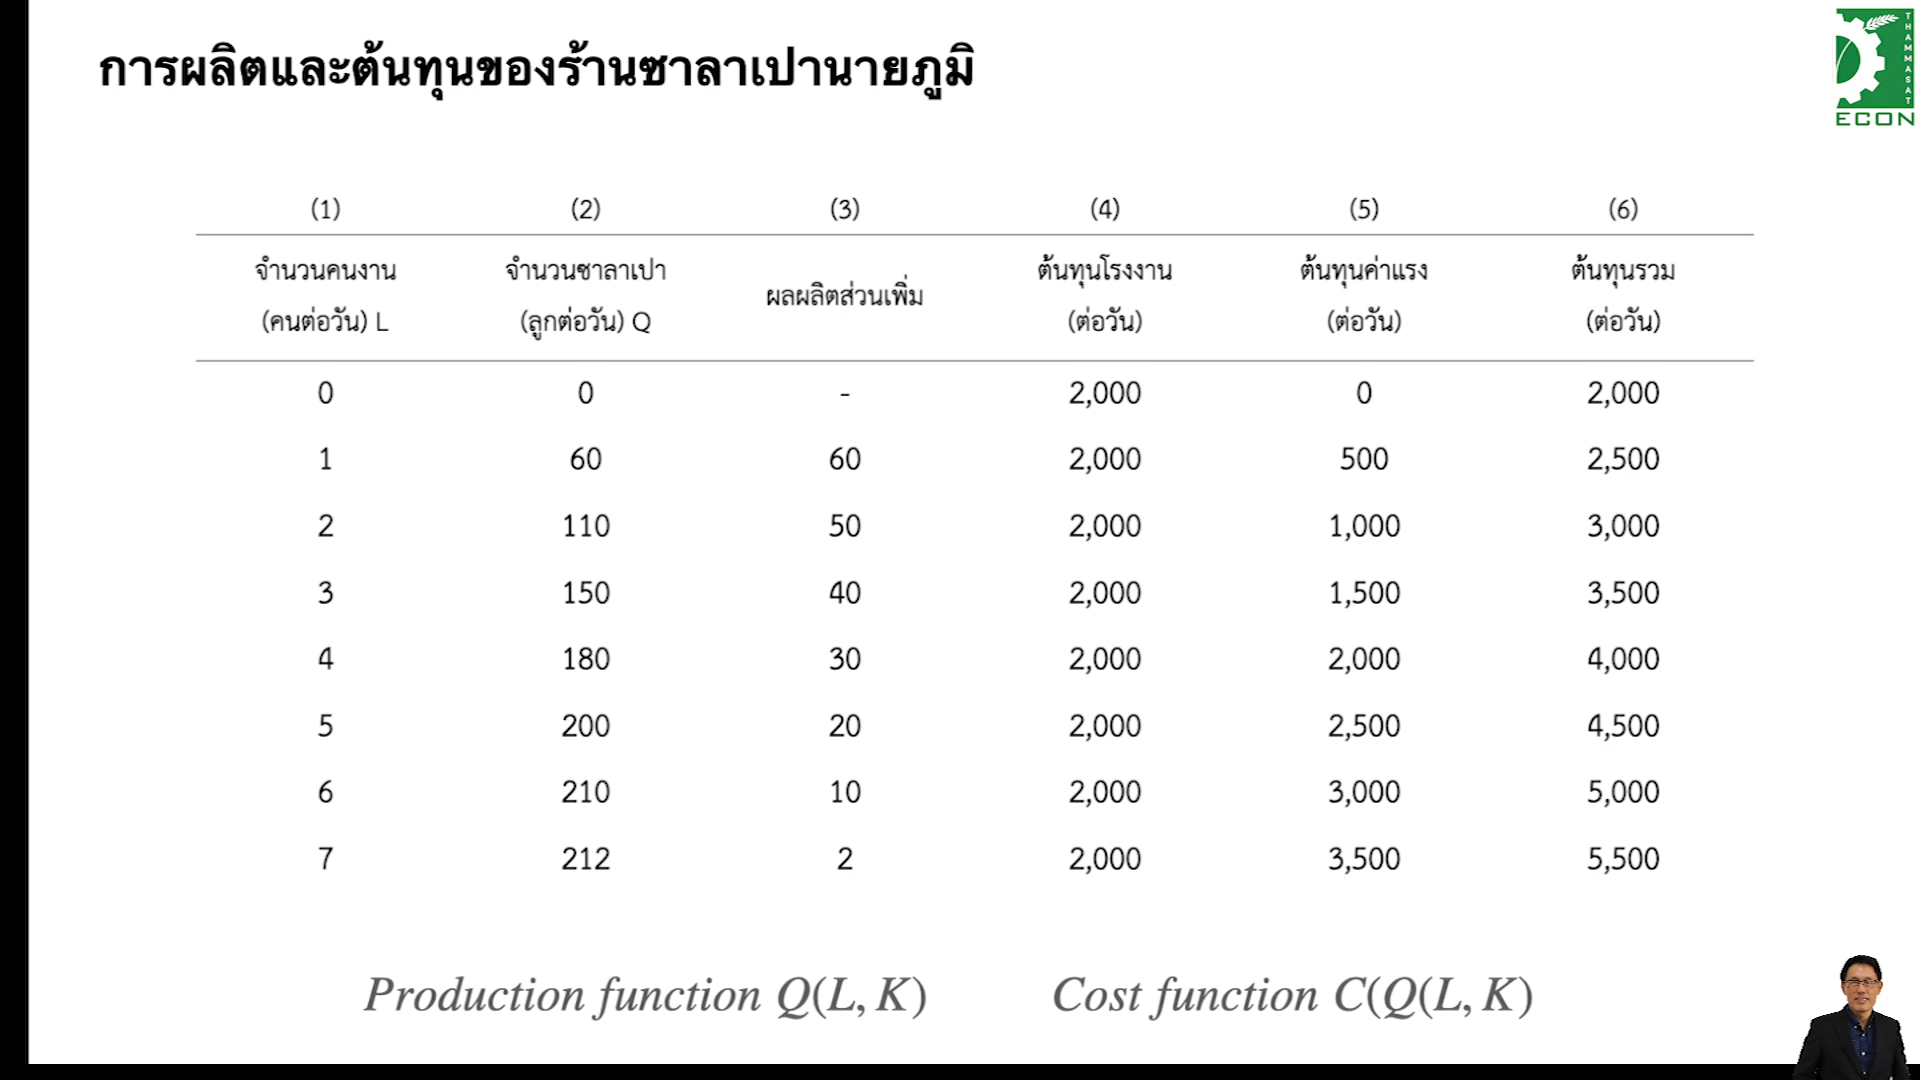 การผลิตและต้นทุนของร้านซาลาเปานายภูมิ
THAMMASAT
ECON
(1) (2) (3) (4) (5) (6)
จำนวนคนงาน จำนวนซาลาเปา ผลผลิตส่วนเพิ่ม ต้นทุนโรงงาน ต้นทุนค่าแรง ต้นทุนรวม
(คนต่อวัน) L (ลูกต่อวัน) Q (ต่อวัน) (ต่อวัน) (ต่อวัน)
0 0 - 2,000 0 2,000
1 60 60 2,000 500 2,500
2 110 50 2,000 1,000 3,000
3 150 40 2,000 1,500 3,500
4 180 30 2,000 2,000 4,000
5 200 20 2,000 2,500 4,500
6 210 10 2,000 3,000 5,000
7 212 2 2,000 3,500 5,500
Production function Q(L, K) Cost function C(Q(L, K)